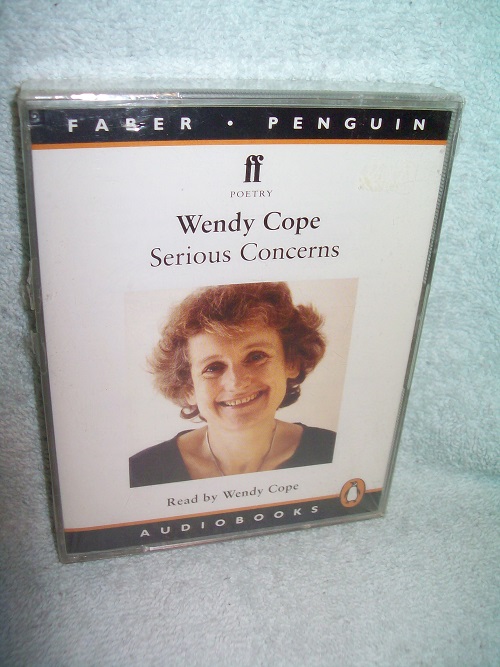 FABER • PENGUIN
ff
POETRY
Wendy Cope
Serious Concerns
Read by Wendy Cope
AUDIOBOOKS